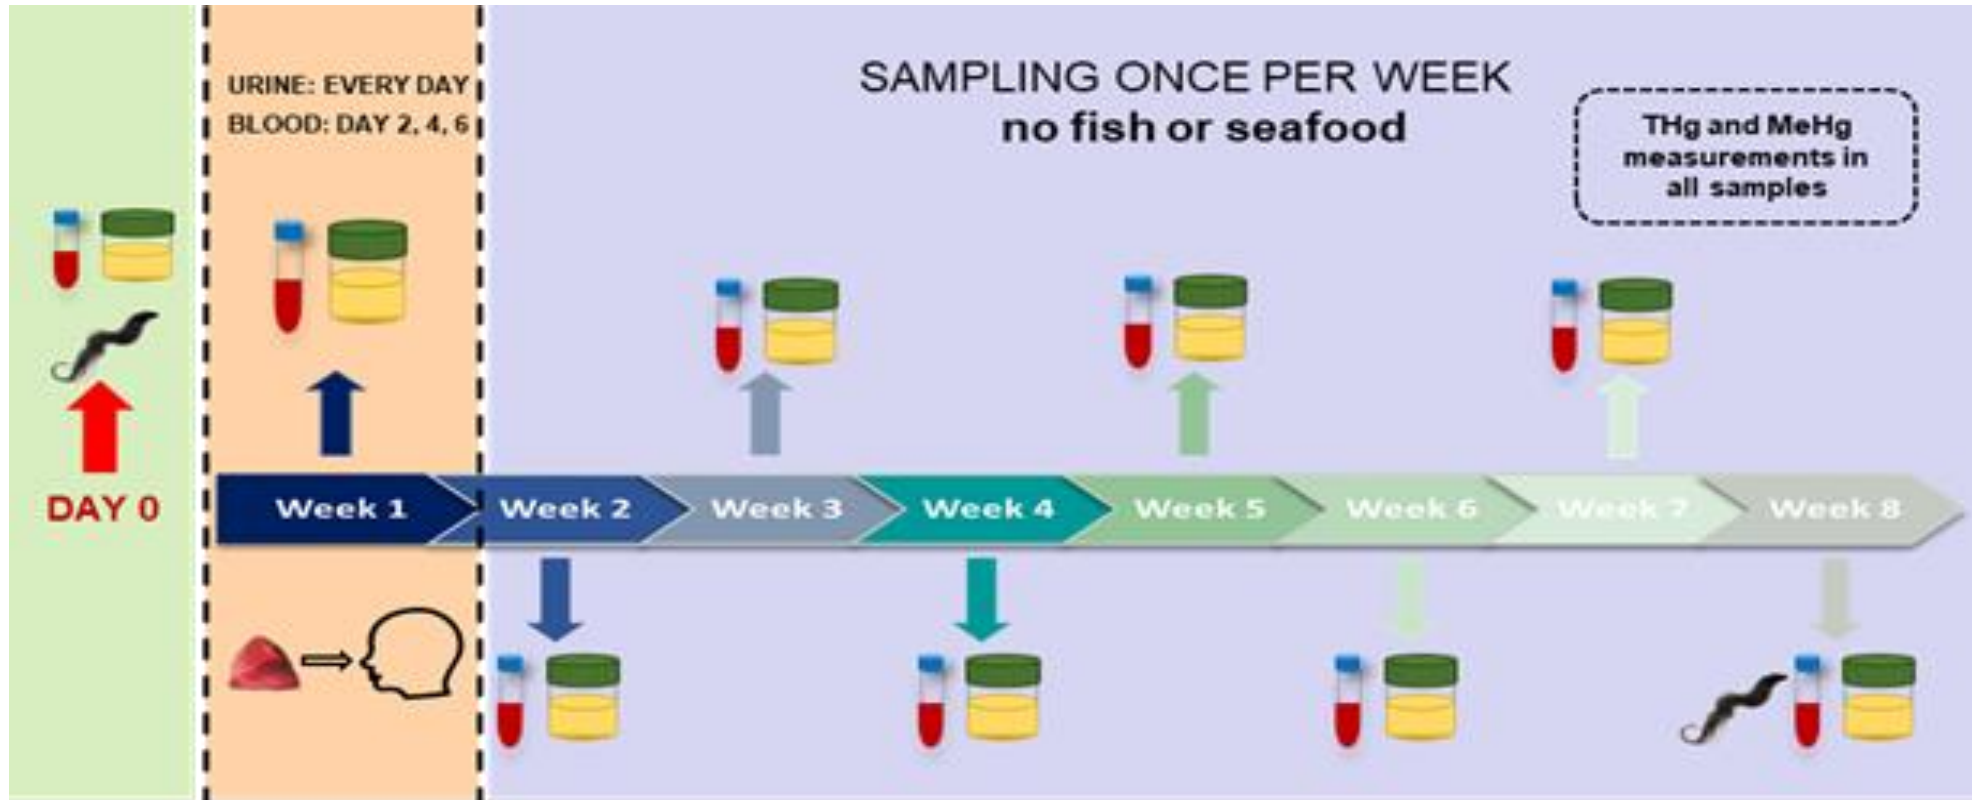 URINE: EVERY DAY
BLOOD: DAY 2, 4, 6
SAMPLING ONCE PER WEEK
no fish or seafood
THg and MeHg
measurements in
all samples
DAY 0
Week 1
Week 2
Week 3
Week 4
Week 5
Week 6
Week 7
Week 8